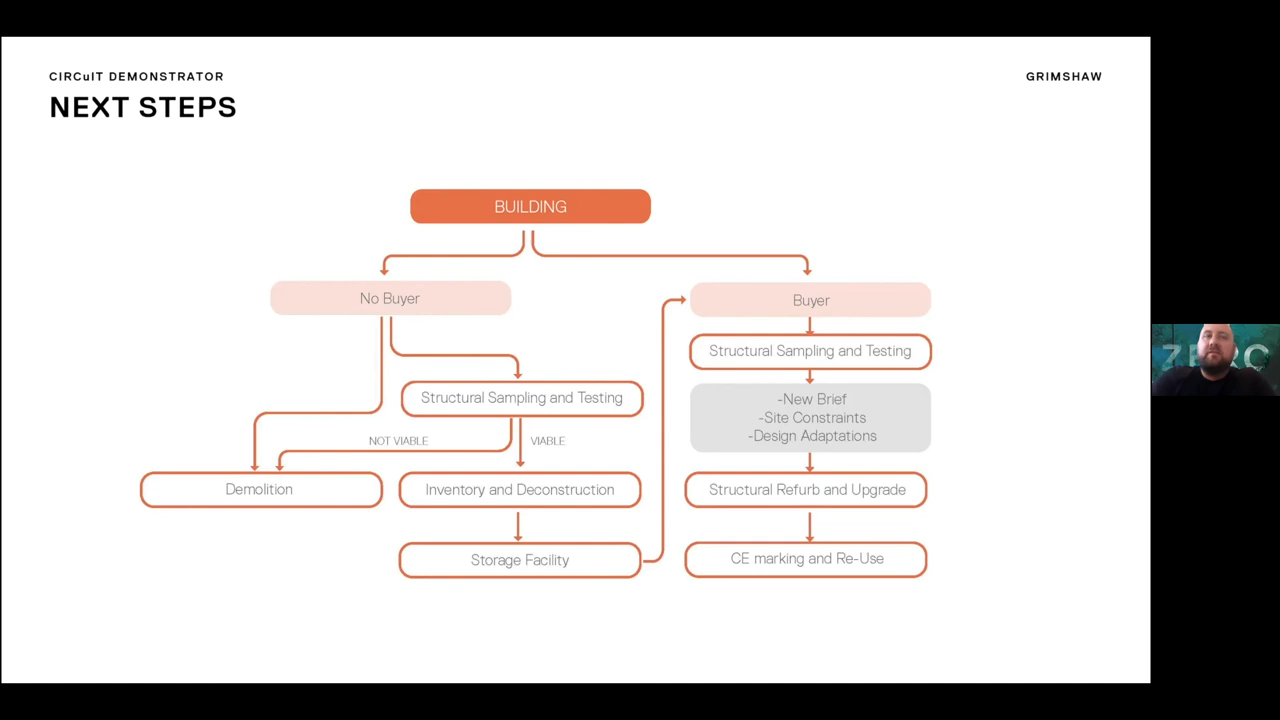 CIRCuIT DEMONSTRATOR
GRIMSHAW
NEXT STEPS
BUILDING
No Buyer
Buyer
Structural Sampling and Testing
Structural Sampling and Testing
-New Brief
-Site Constraints
-Design Adaptations
NOT VIABLE
VIABLE
Demolition
Inventory and Deconstruction
Structural Refurb and Upgrade
Storage Facility
CE marking and Re-Use